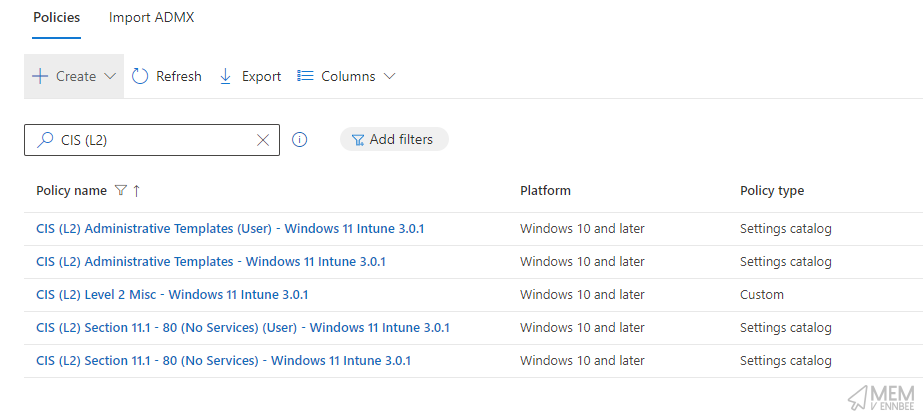 Policies Import ADMX
Create Refresh Export Columns
CIS (L2) Add filters
Policy name Platform Policy type
CIS (L2) Administrative Templates (User) - Windows 11 Intune 3.0.1 Windows 10 and later Settings catalog
CIS (L2) Administrative Templates - Windows 11 Intune 3.0.1 Windows 10 and later Settings catalog
CIS (L2) Level 2 Misc - Windows 11 Intune 3.0.1 Windows 10 and later Custom
CIS (L2) Section 11.1 - 80 (No Services) (User) - Windows 11 Intune 3.0.1 Windows 10 and later Settings catalog
CIS (L2) Section 11.1 - 80 (No Services) - Windows 11 Intune 3.0.1 Windows 10 and later Settings catalog
MEM
V ENNBEE